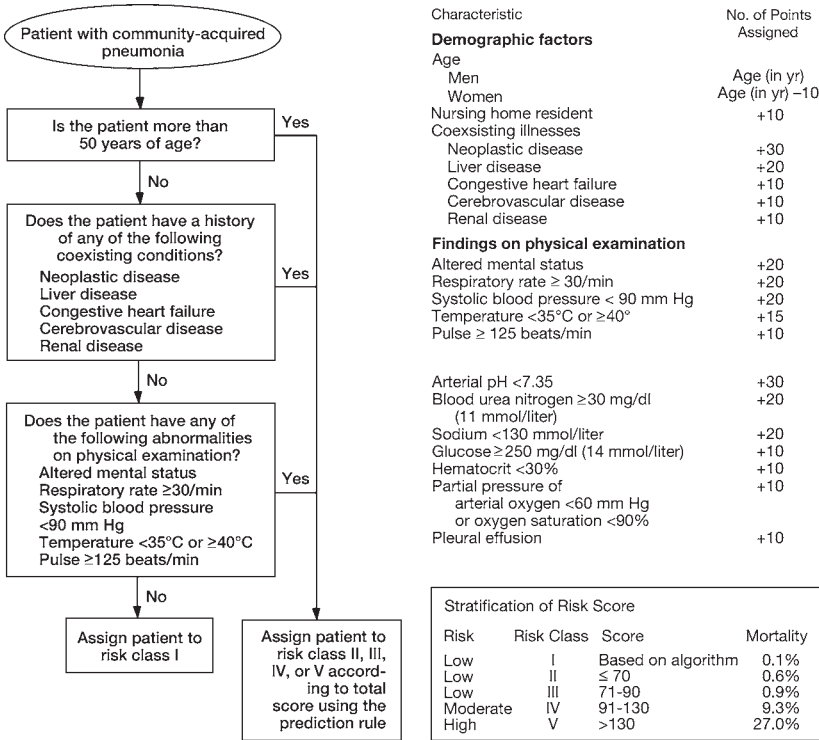 Patient with community-acquired
pneumonia
Is the patient more than
50 years of age?
Yes
No
Does the patient have a history
of any of the following
coexisting conditions?
Neoplastic disease
Liver disease
Congestive heart failure
Cerebrovascular disease
Renal disease
Yes
No
Does the patient have any of
the following abnormalities
on physical examination?
Altered mental status
Respiratory rate ≥30/min
Systolic blood pressure
<90 mm Hg
Temperature <35°C or ≥40°C
Pulse ≥125 beats/min
Yes
No
Assign patient to
risk class I
Assign patient to
risk class II, III,
IV, or V accord-
ing to total
score using the
prediction rule
Characteristic No. of Points
Assigned
Demographic factors
Age
Men Age (in yr)
Women Age (in yr) –10
Nursing home resident +10
Coexisting illnesses
Neoplastic disease +30
Liver disease +20
Congestive heart failure +10
Cerebrovascular disease +10
Renal disease +10
Findings on physical examination
Altered mental status +20
Respiratory rate ≥ 30/min +20
Systolic blood pressure < 90 mm Hg +20
Temperature <35°C or ≥40° +15
Pulse ≥ 125 beats/min +10
Arterial pH <7.35 +30
Blood urea nitrogen ≥30 mg/dl +20
(11 mmol/liter)
Sodium <130 mmol/liter +20
Glucose ≥250 mg/dl (14 mmol/liter) +10
Hematocrit <30% +10
Partial pressure of +10
arterial oxygen <60 mm Hg
or oxygen saturation <90%
Pleural effusion +10
Stratification of Risk Score
Risk Risk Class Score Mortality
Low I Based on algorithm 0.1%
Low II ≤ 70 0.6%
Low III 71-90 0.9%
Moderate IV 91-130 9.3%
High V >130 27.0%